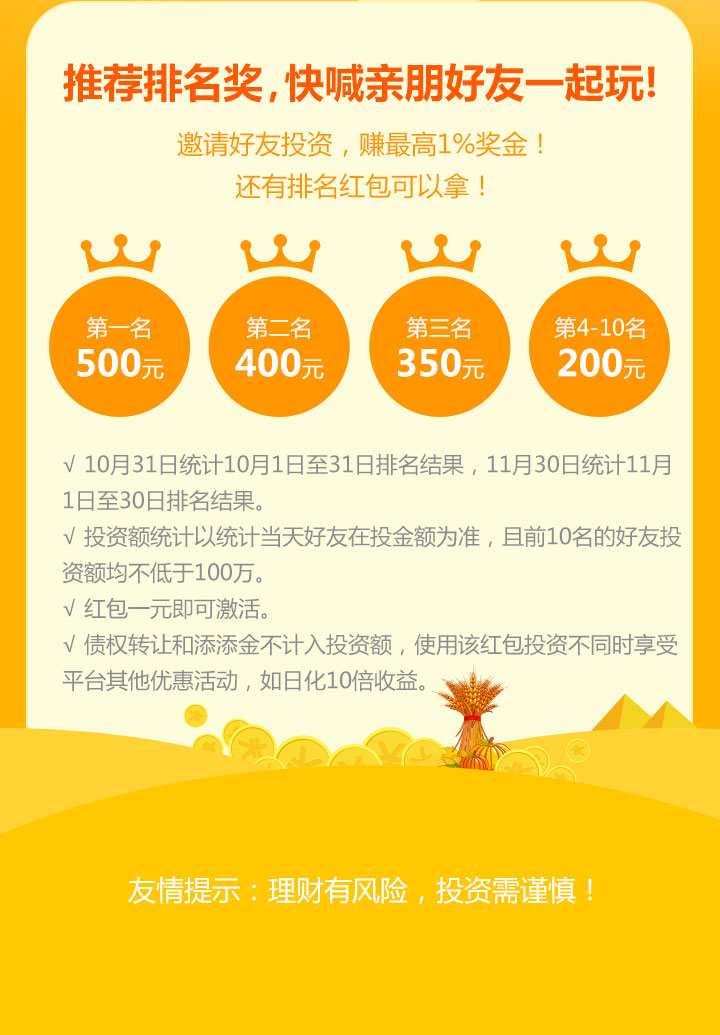 推荐排名奖,快喊亲朋好友一起玩!
邀请好友投资，赚最高1%奖金！
还有排名红包可以拿！
第一名
500元
第二名
400元
第三名
350元
第4-10名
200元
√ 10月31日统计10月1日至31日排名结果，11月30日统计11月
1日至30日排名结果。
√ 投资额统计以统计当天好友在投金额为准，且前10名的好友投
资额均不低于100万。
√ 红包一元即可激活。
√ 债权转让和添添金不计入投资额，使用该红包投资不同时享受
平台其他优惠活动，如日化10倍收益。
友情提示：理财有风险，投资需谨慎！